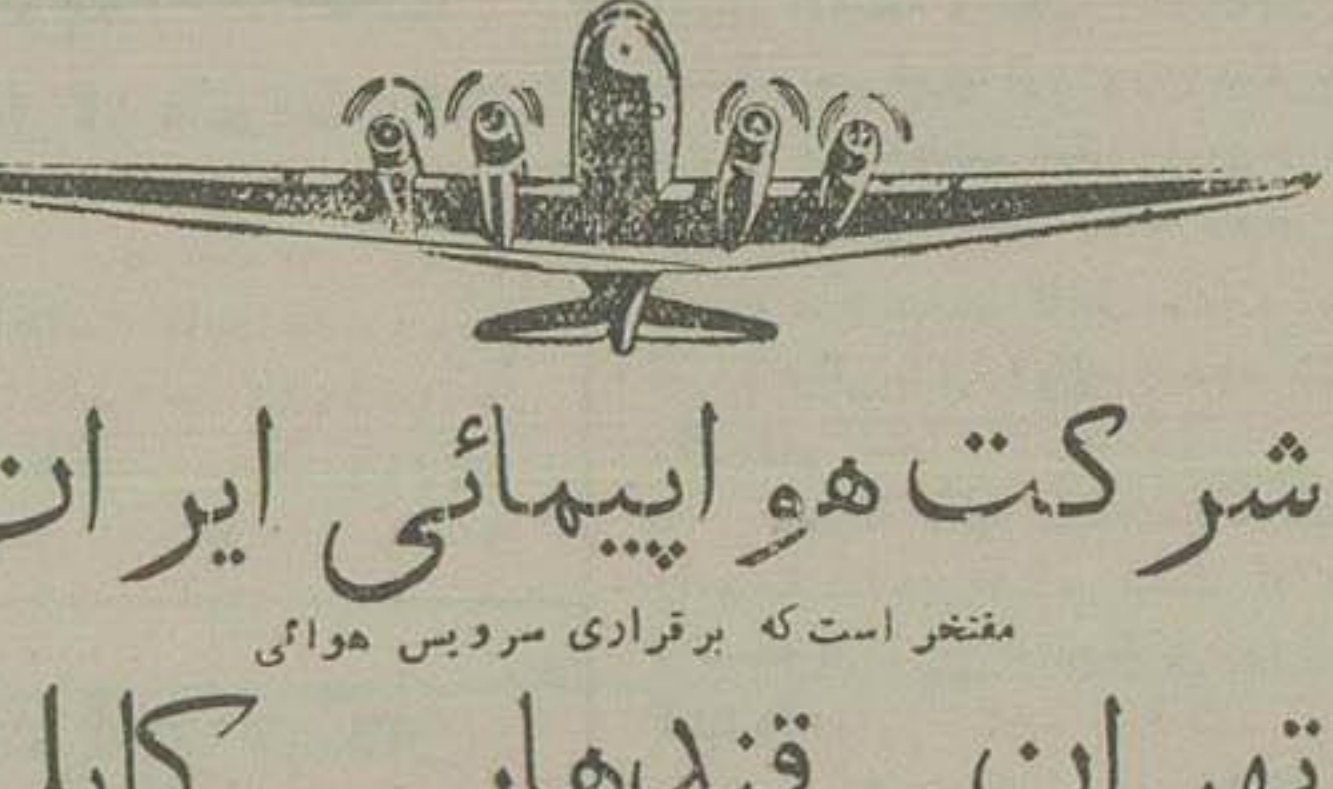 شرکت هواپیمائی ایران
مفتخر است که برقراری سرویس هوائی
تهران قندهار کابل